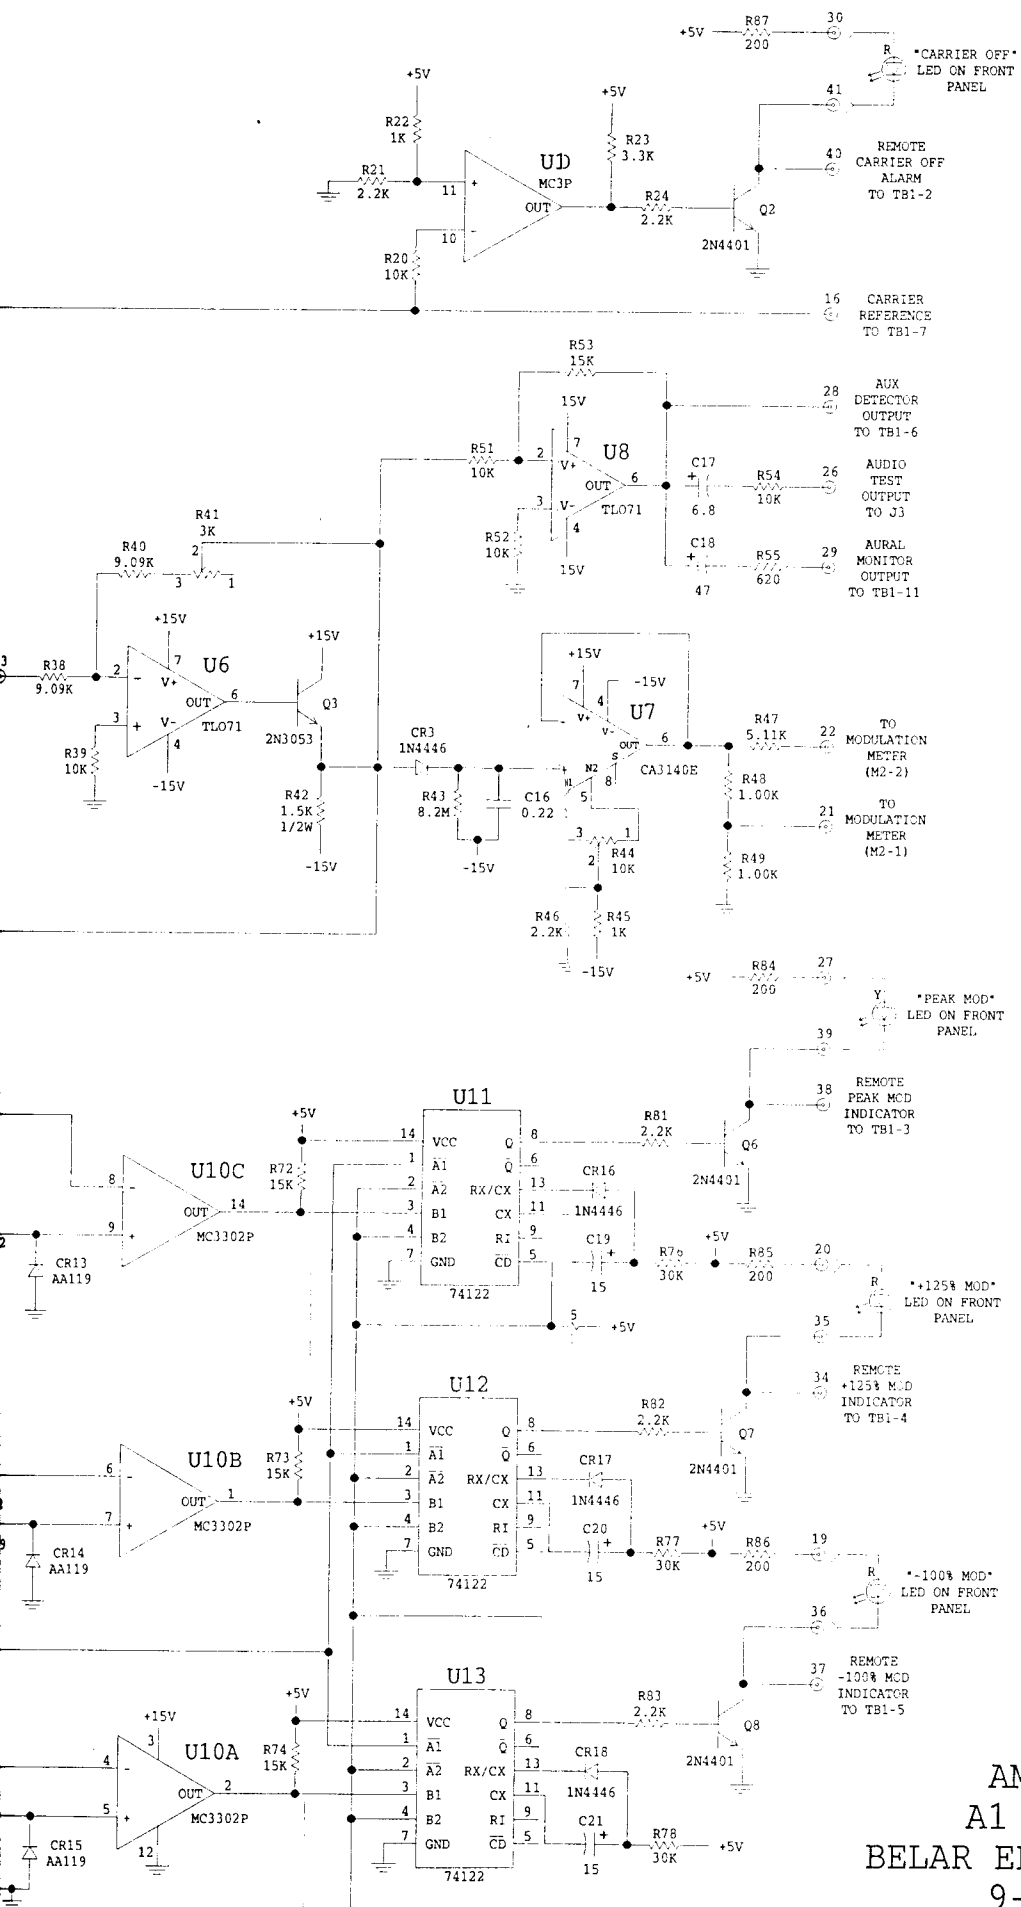 +5V
R87
200
30
R
"CARRIER OFF"
LED ON FRONT
PANEL
41
+5V
R22
1K
+5V
R23
3.3K
U1D
MC3P
R21
2.2K
11
+
OUT
10
-
R24
2.2K
Q2
2N4401
40
REMOTE
CARRIER OFF
ALARM
TO TB1-2
R20
10K
16
CARRIER
REFERENCE
TO TB1-7
R53
15K
28
AUX
DETECTOR
OUTPUT
TO TB1-6
15V
7
U8
R51
10K
2
V+
OUT
6
TL071
3
V-
4
R52
10K
15V
C17
+
6.8
R54
10K
26
AUDIO
TEST
OUTPUT
TO J3
C18
+
47
R55
620
29
AURAL
MONITOR
OUTPUT
TO TB1-11
R41
3K
2
R40
9.09K
3
1
+15V
7
U6
3
R38
9.09K
2
-
V+
OUT
6
TL071
3
+
V-
4
R39
10K
-15V
+15V
Q3
2N3053
R42
1.5K
1/2W
-15V
CR3
1N4446
R43
8.2M
C16
0.22
-15V
+15V
7
4
-15V
U7
V+
V-
OUT
6
CA3140E
+
N1
N2
S
5
8
3
1
2
R44
10K
R46
2.2K
R45
1K
-15V
R47
5.11K
22
TO
MODULATION
METER
(M2-2)
R48
1.00K
21
TO
MODULATION
METER
(M2-1)
R49
1.00K
+5V
R84
200
27
Y
"PEAK MOD"
LED ON FRONT
PANEL
39
38
REMOTE
PEAK MOD
INDICATOR
TO TB1-3
U11
+5V
R72
15K
14
VCC
Q
8
1
A1
Q
6
2
A2
RX/CX
13
3
B1
CX
11
4
B2
RI
9
7
GND
CD
5
74122
U10C
8
-
OUT
14
9
+
MC3302P
2
CR13
AA119
R81
2.2K
Q6
2N4401
CR16
1N4446
C19
+
15
R76
30K
+5V
R85
200
20
R
"+125% MOD"
LED ON FRONT
PANEL
35
5
+5V
34
REMOTE
+125% MOD
INDICATOR
TO TB1-4
U12
+5V
R73
15K
14
VCC
Q
8
1
A1
Q
6
2
A2
RX/CX
13
3
B1
CX
11
4
B2
RI
9
7
GND
CD
5
74122
U10B
6
-
OUT
1
7
+
MC3302P
9
CR14
AA119
R82
2.2K
Q7
2N4401
CR17
1N4446
C20
+
15
R77
30K
+5V
R86
200
19
R
"-100% MOD"
LED ON FRONT
PANEL
36
37
REMOTE
-100% MOD
INDICATOR
TO TB1-5
U13
+5V
R74
15K
14
VCC
Q
8
1
A1
Q
6
2
A2
RX/CX
13
3
B1
CX
11
4
B2
RI
9
7
GND
CD
5
74122
+15V
3
U10A
4
-
OUT
2
5
+
MC3302P
12
CR15
AA119
R83
2.2K
Q8
2N4401
CR18
1N4446
C21
+
15
R78
30K
+5V
A1
BELAR
9-